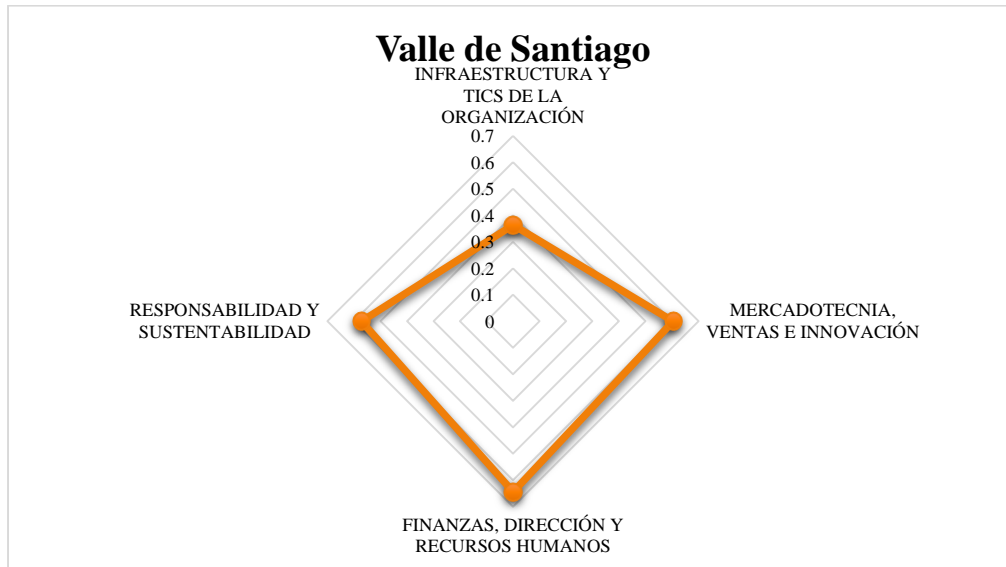 Valle de Santiago
INFRAESTRUCTURA Y
TICS DE LA
ORGANIZACIÓN
0.7
0.6
0.5
0.4
0.3
0.2
0.1
0
RESPONSABILIDAD Y
SUSTENTABILIDAD
MERCADOTECNIA,
VENTAS E INNOVACIÓN
FINANZAS, DIRECCIÓN Y
RECURSOS HUMANOS